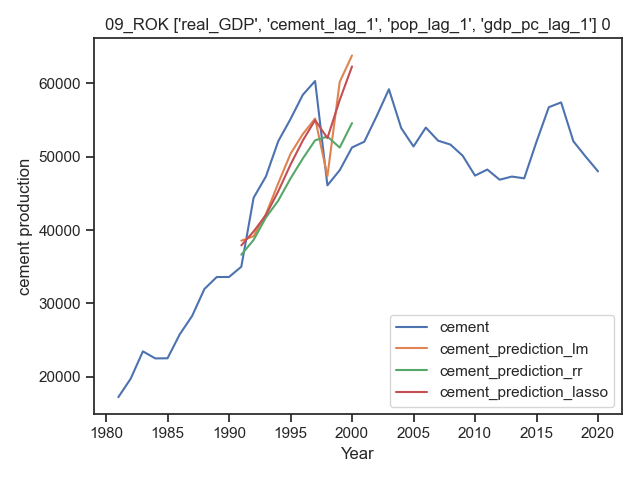 09_ROK ['real_GDP', 'cement_lag_1', 'pop_lag_1', 'gdp_pc_lag_1'] 0
60000
50000
40000
30000
20000
cement production
cement
cement_prediction_lm
cement_prediction_rr
cement_prediction_lasso
1980 1985 1990 1995 2000 2005 2010 2015 2020
Year